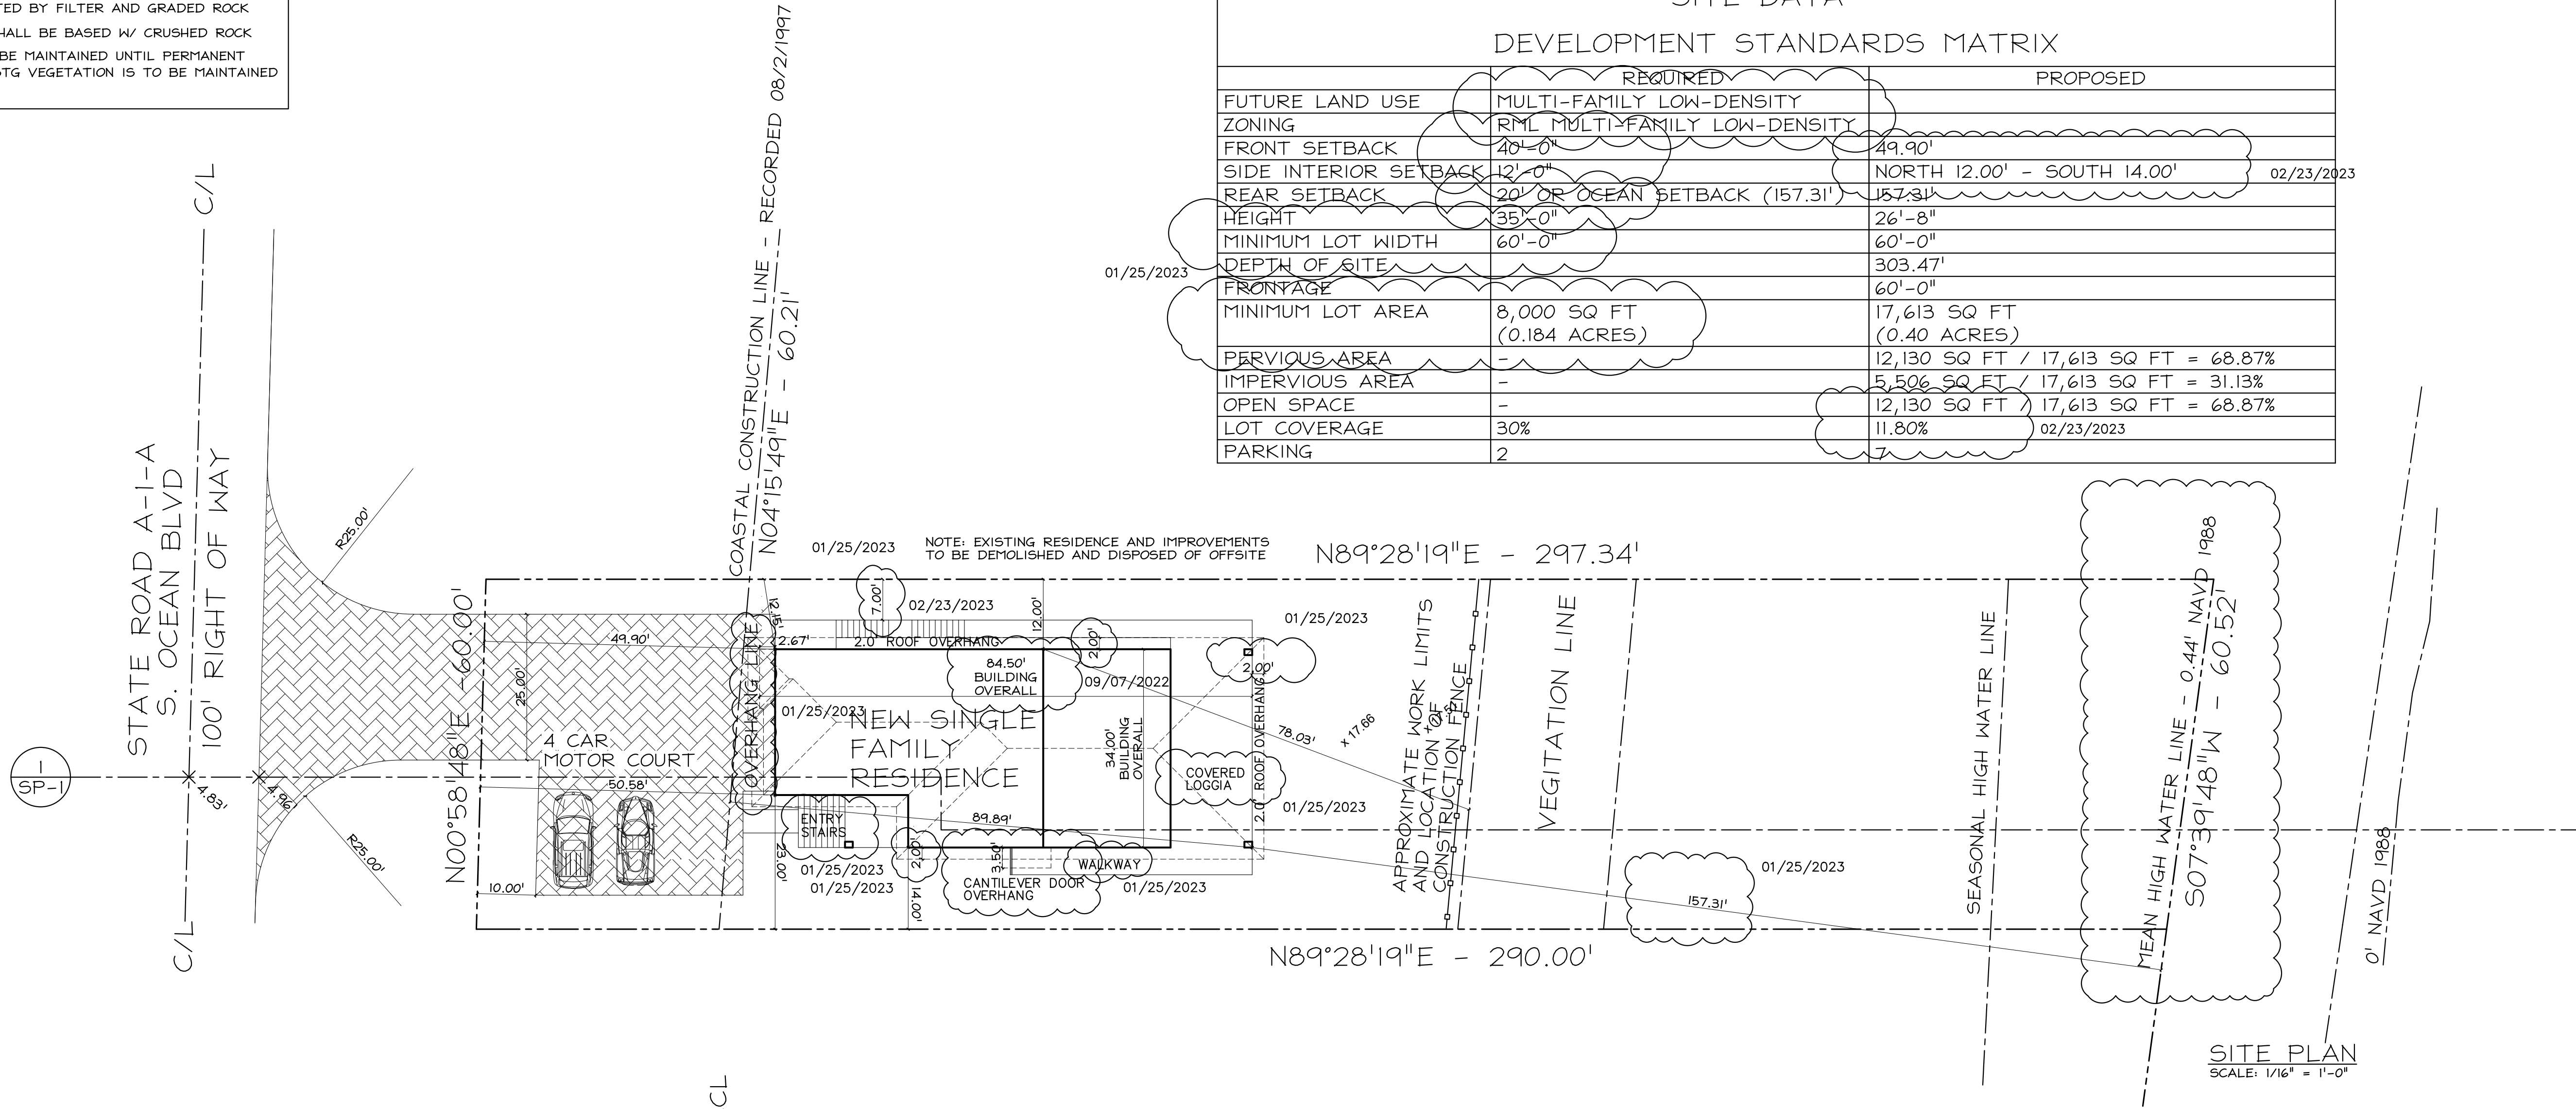 TED BY FILTER AND GRADED ROCK
HALL BE BASED W/ CRUSHED ROCK
BE MAINTAINED UNTIL PERMANENT
STG VEGETATION IS TO BE MAINTAINED
SITE DATA
DEVELOPMENT STANDARDS MATRIX
REQUIRED PROPOSED
FUTURE LAND USE MULTI-FAMILY LOW-DENSITY
ZONING RML MULTI-FAMILY LOW-DENSITY
FRONT SETBACK 40'-0" 49.90'
SIDE INTERIOR SETBACK 12'-0" NORTH 12.00' - SOUTH 14.00'
02/23/2023
REAR SETBACK 20' OR OCEAN SETBACK (157.31') 157.31'
HEIGHT 35'-0" 26'-8"
MINIMUM LOT WIDTH 60'-0" 60'-0"
01/25/2023
DEPTH OF SITE 303.47'
FRONTAGE 60'-0"
MINIMUM LOT AREA 8,000 SQ FT 17,613 SQ FT
(0.184 ACRES) (0.40 ACRES)
PERVIOUS AREA - 12,130 SQ FT / 17,613 SQ FT = 68.87%
IMPERVIOUS AREA - 5,506 SQ FT / 17,613 SQ FT = 31.13%
OPEN SPACE - 12,130 SQ FT / 17,613 SQ FT = 68.87%
LOT COVERAGE 30% 11.80%
02/23/2023
PARKING 2 7
C/L
STATE ROAD A-1-A
S. OCEAN BLVD
100' RIGHT OF WAY
C/L
1
SP-1
4.83'
4.96'
R25.00'
R25.00'
N00°58'48"E -60.00'
49.90'
25.00'
4 CAR
MOTOR COURT
50.58'
10.00'
COASTAL CONSTRUCTION LINE - RECORDED 08/2/1997
N04°15'49"E - 60.21'
CL
01/25/2023
NOTE: EXISTING RESIDENCE AND IMPROVEMENTS
TO BE DEMOLISHED AND DISPOSED OF OFFSITE
N89°28'19"E - 297.34'
12.15'
7.00'
02/23/2023
12.00'
01/25/2023
2.67'
2.0' ROOF OVERHANG
2.00'
2.00'
OVERHANG LINE
84.50'
BUILDING
OVERALL
09/07/2022
01/25/2023
NEW SINGLE
FAMILY
RESIDENCE
34.00'
BUILDING
OVERALL
COVERED
LOGGIA
2.0' ROOF OVERHANG
01/25/2023
78.03'
x 17.66
ENTRY
STAIRS
89.89'
23.00'
2.00'
3.50'
WALKWAY
01/25/2023
01/25/2023
14.00'
CANTILEVER DOOR
OVERHANG
01/25/2023
APPROXIMATE WORK LIMITS
AND LOCATION OF
CONSTRUCTION FENCE
VEGITATION LINE
01/25/2023
157.31'
SEASONAL HIGH WATER LINE
MEAN HIGH WATER LINE - 0.44' NAVD 1988
S07°39'48"W - 60.52'
0' NAVD 1988
N89°28'19"E - 290.00'
SITE PLAN
SCALE: 1/16" = 1'-0"